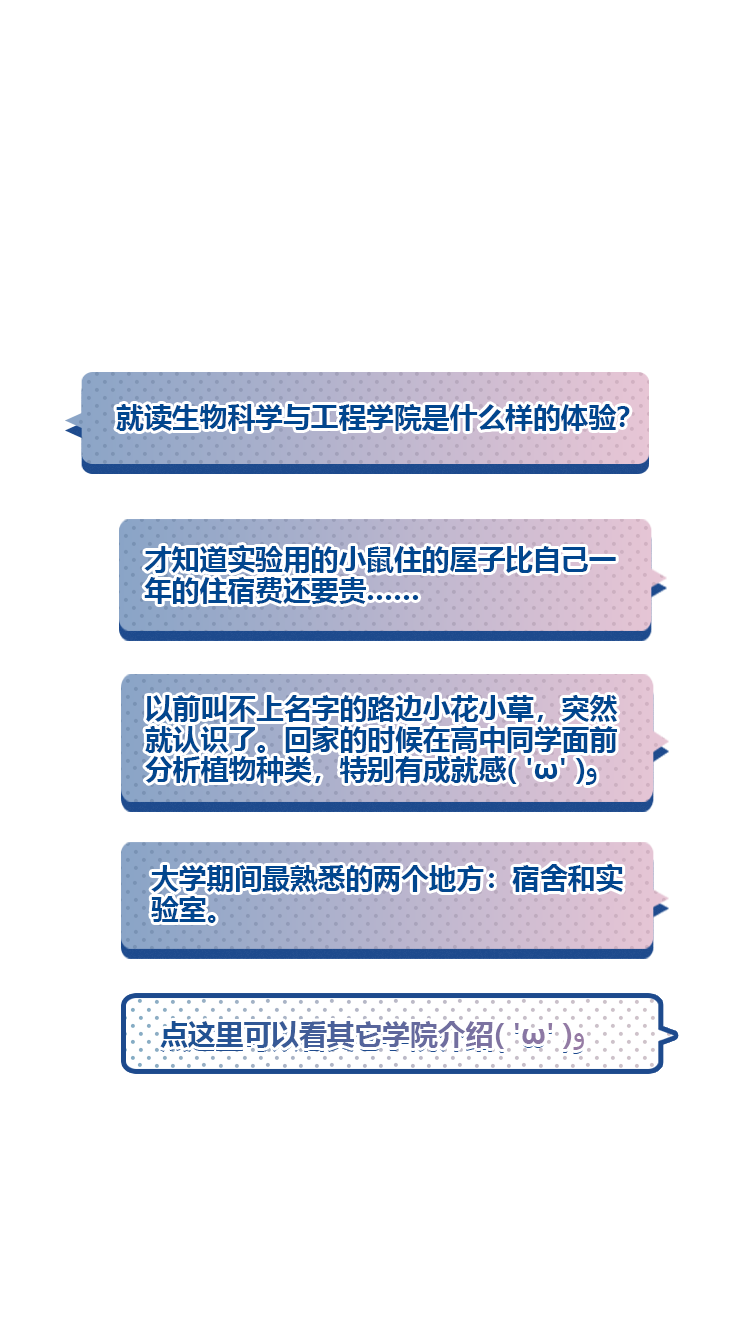 就读生物科学与工程学院是什么样的体验？
才知道实验用的小鼠住的屋子比自己一
年的住宿费还要贵……
以前叫不上名字的路边小花小草，突然
就认识了。回家的时候在高中同学面前
分析植物种类，特别有成就感( 'ω' )و
大学期间最熟悉的两个地方：宿舍和实
验室。
点这里可以看其它学院介绍( 'ω' )و